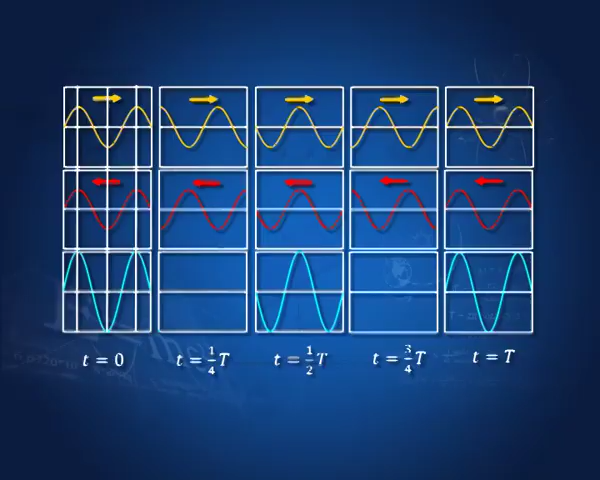 t = 0 t = 1/4 T t = 1/2 T t = 3/4 T t = T